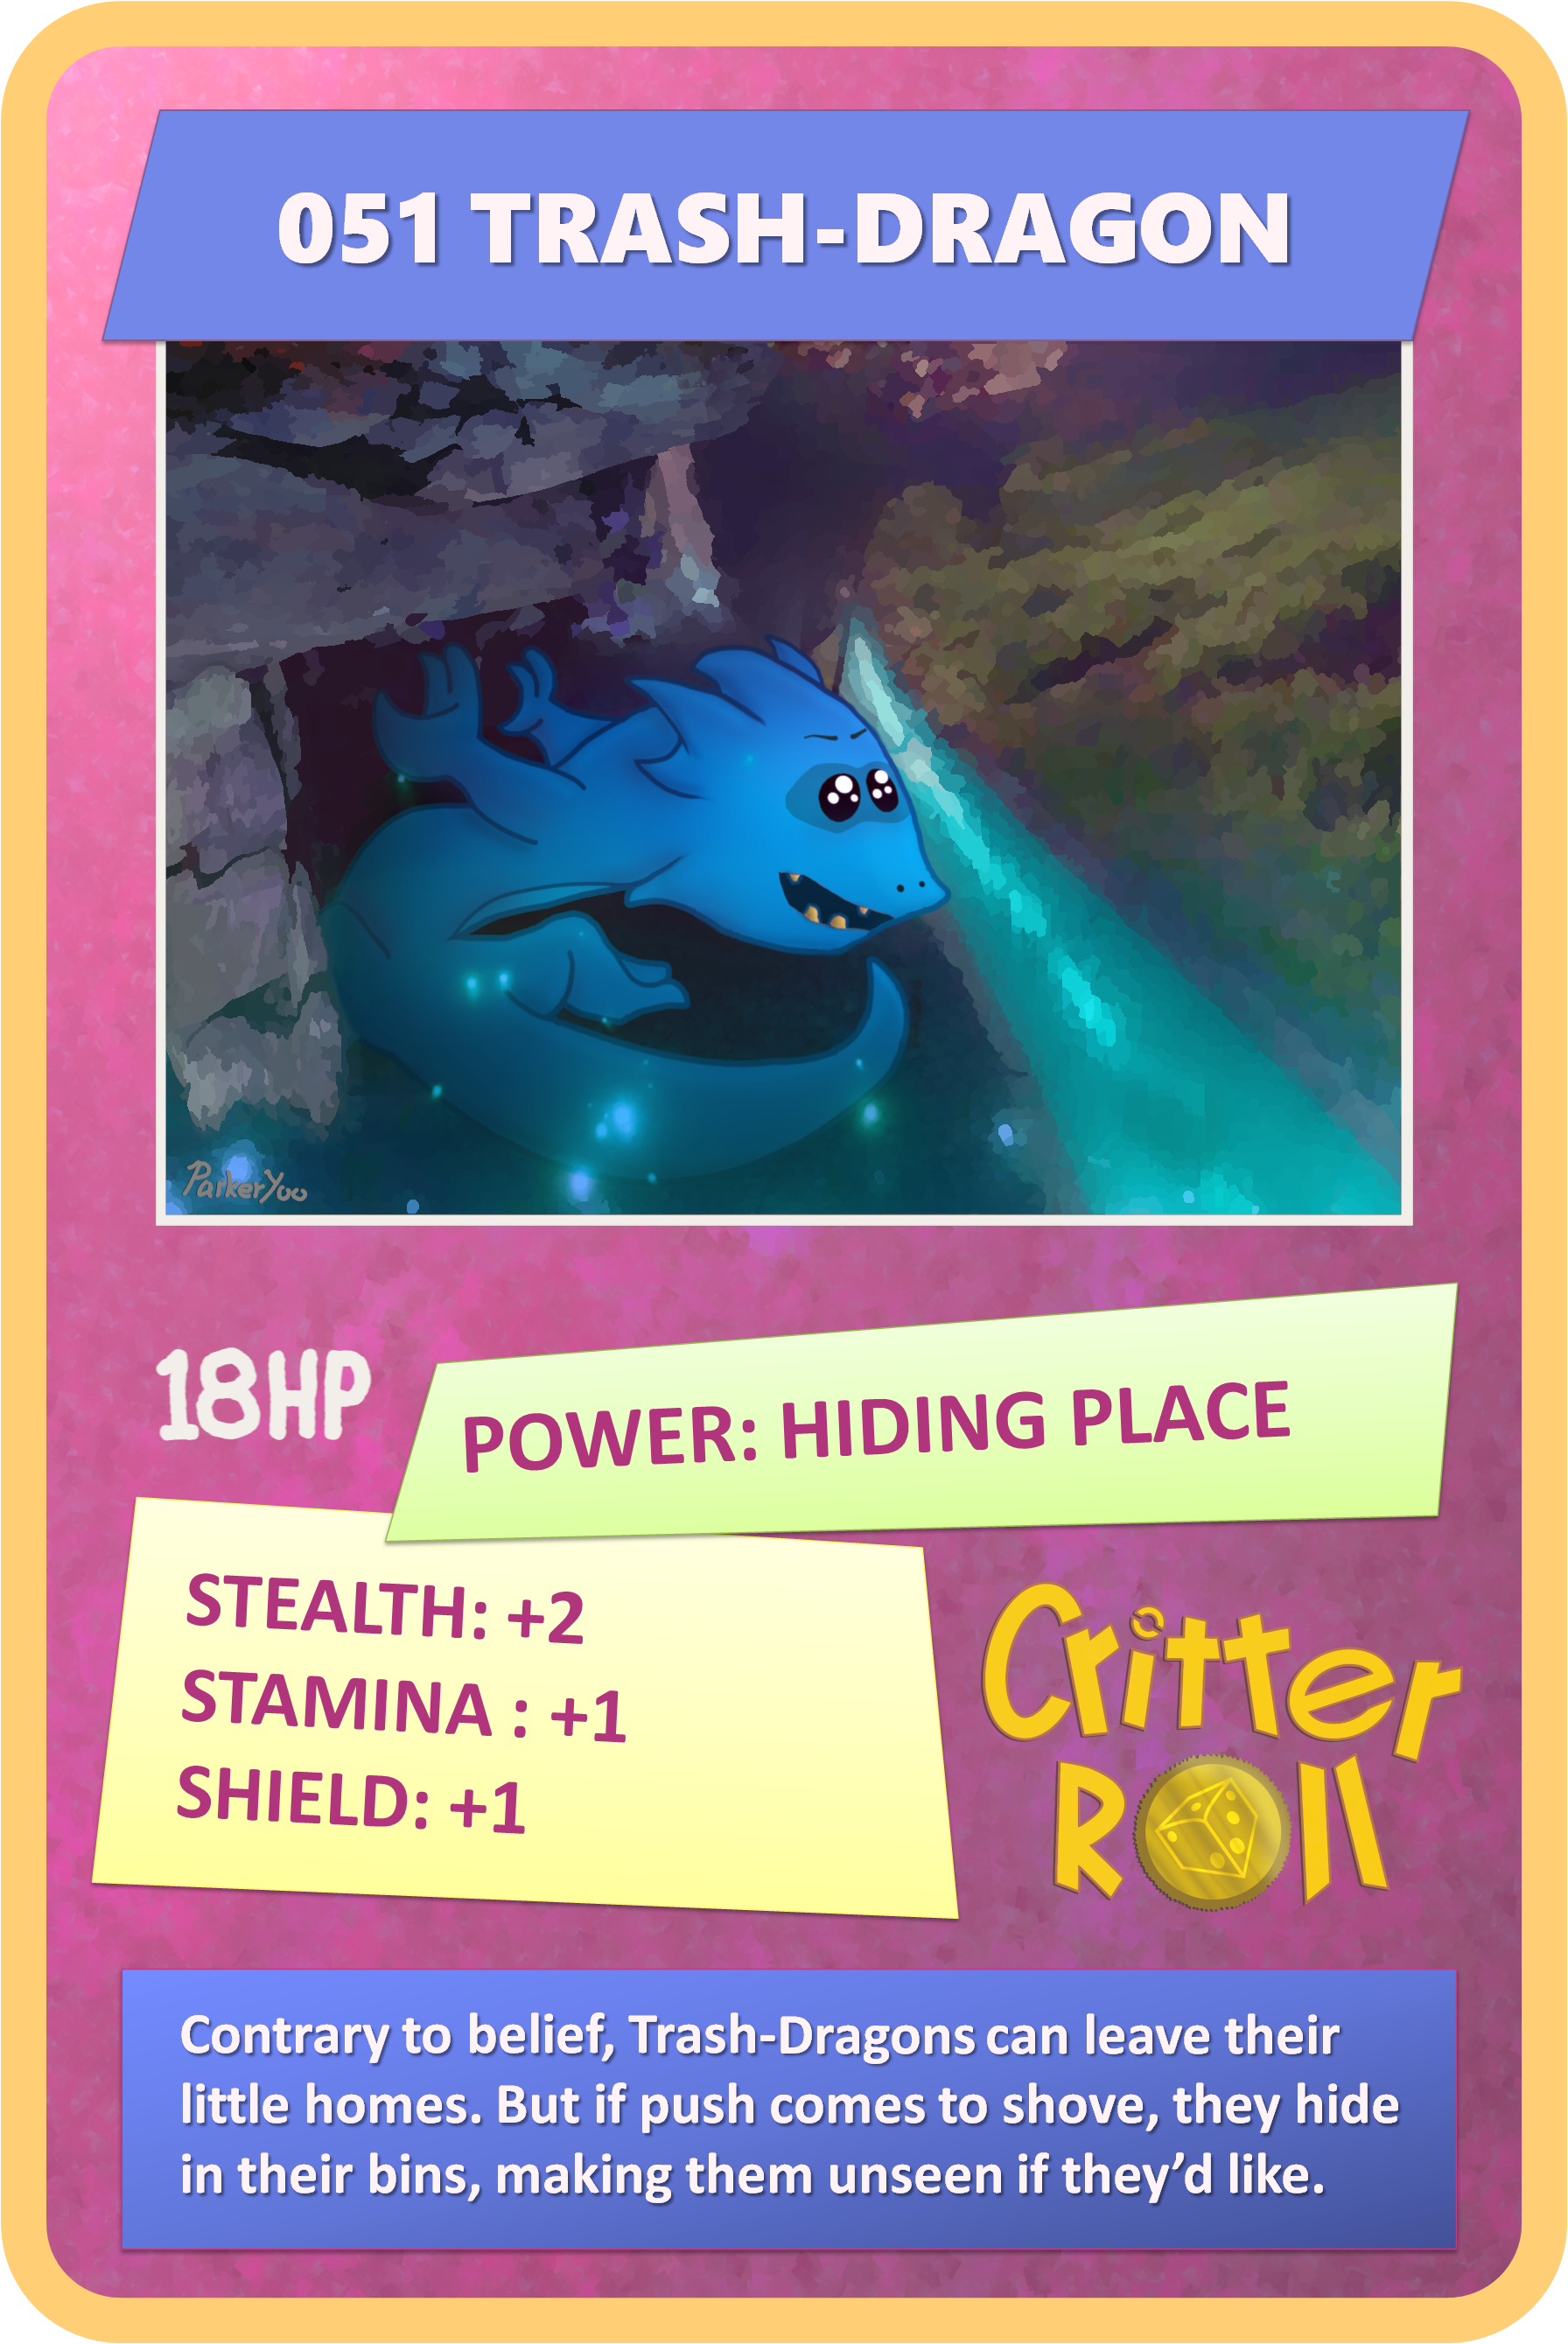 051 TRASH-DRAGON
ParkerYoo
18HP
POWER: HIDING PLACE
STEALTH: +2
STAMINA : +1
SHIELD: +1
Critter
Roll
Contrary to belief, Trash-Dragons can leave their
little homes. But if push comes to shove, they hide
in their bins, making them unseen if they’d like.